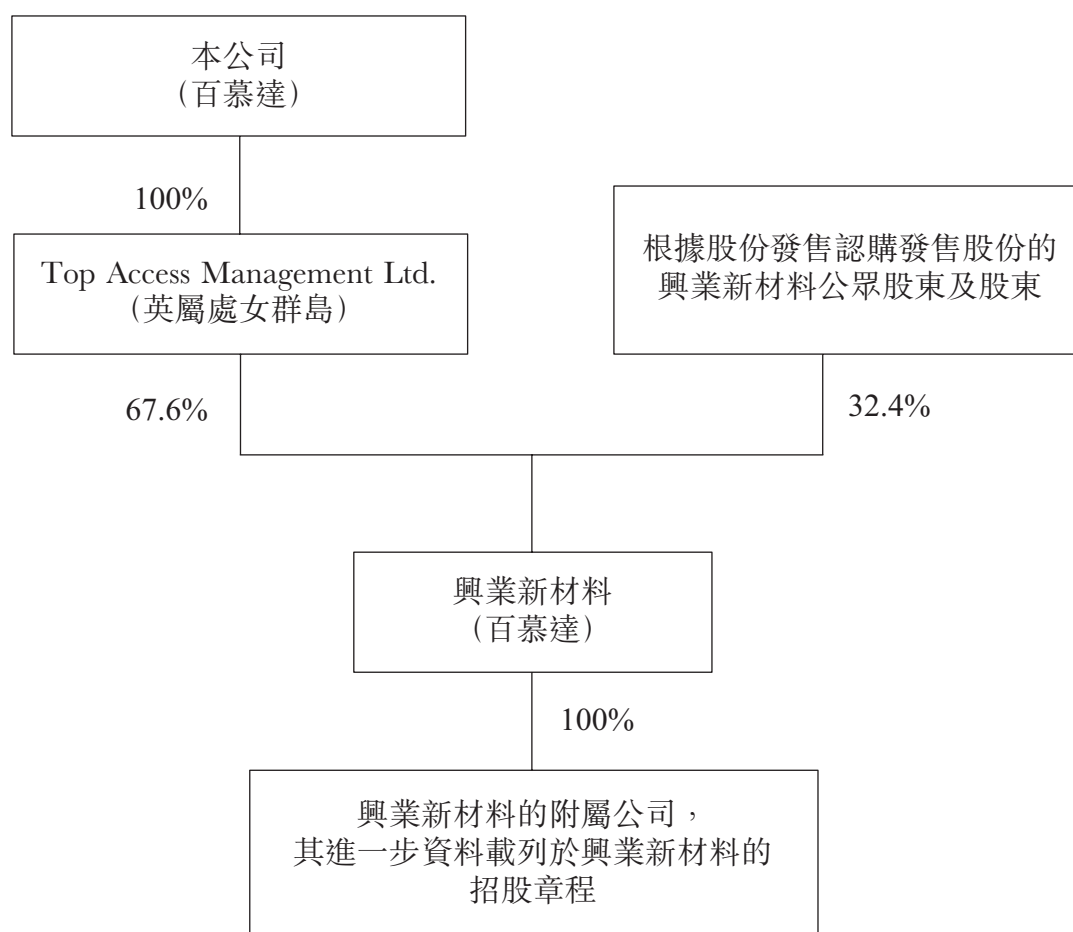 本公司
（百慕達）
100%
Top Access Management Ltd.
（英屬處女群島）
根據股份發售認購發售股份的
興業新材料公眾股東及股東
67.6%
32.4%
興業新材料
（百慕達）
100%
興業新材料的附屬公司，
其進一步資料載列於興業新材料的
招股章程